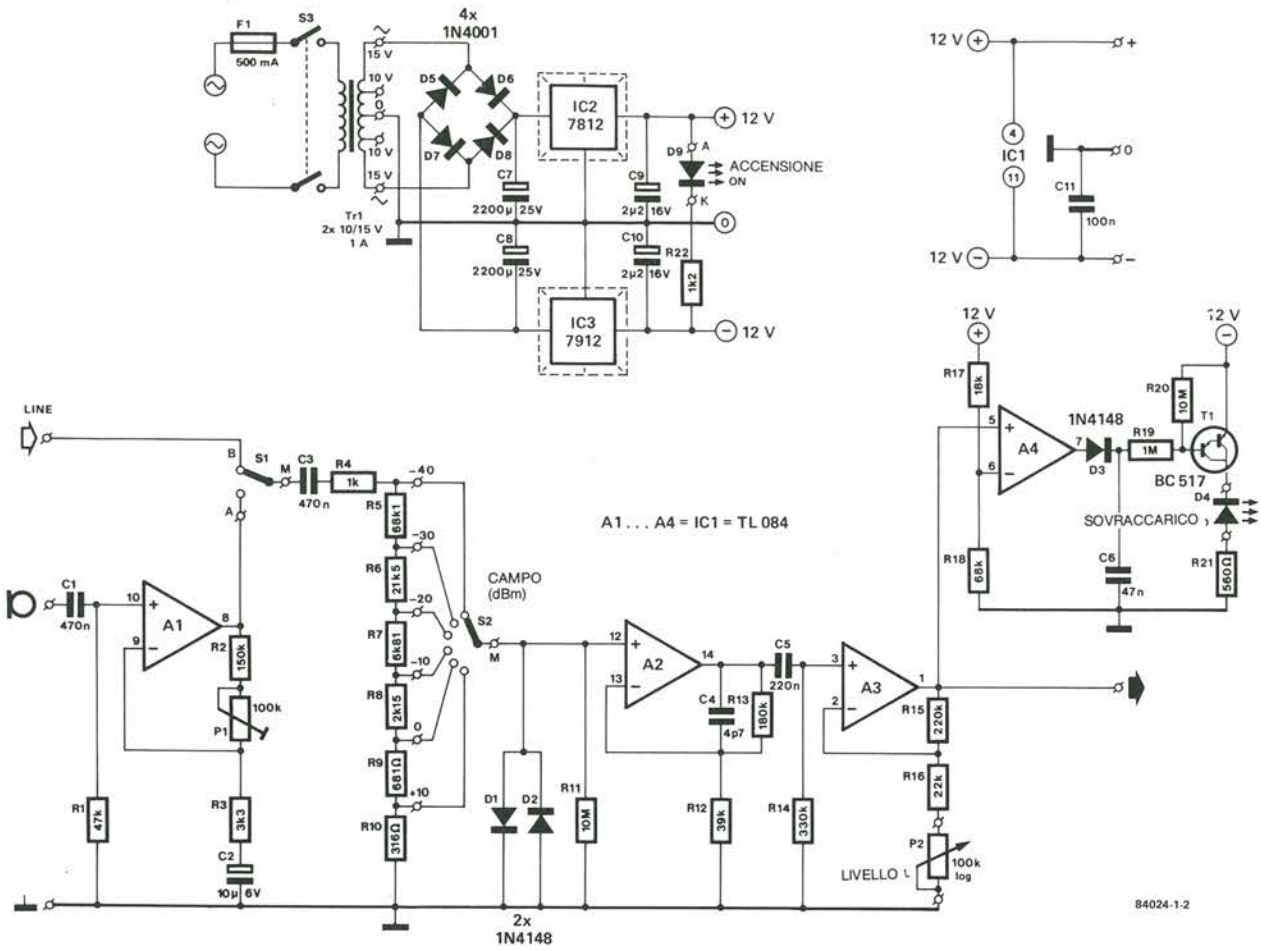 4x
1N4001
F1
500 mA
S3
15 V
10 V
0
10 V
15 V
Tr1
2x 10/15 V
1 A
D5
D6
D7
D8
C7
2200µ 25V
C8
2200µ 25V
IC2
7812
IC3
7912
C9
2µ2 16V
C10
2µ2 16V
D9
A
K
ACCENSIONE
ON
R22
1k2
+ 12 V
0
− 12 V
12 V +
+
4
IC1
11
0
C11
100n
12 V −
−
LINE
B
S1
M
A
C3
470n
R4
1k
−40
R5
68k1
−30
R6
21k5
−20
R7
6k81
−10
R8
2k15
0
R9
681Ω
+10
R10
316Ω
CAMPO
(dBm)
S2
M
A1 . . . A4 = IC1 = TL 084
C1
470n
10
+
A1
9
−
8
R2
150k
100k
P1
R1
47k
R3
3k3
C2
10µ 6V
D1
D2
2x
1N4148
R11
10M
12
+
A2
13
−
14
C4
4p7
R13
180k
C5
220n
R12
39k
R14
330k
3
+
A3
2
−
1
R15
220k
R16
22k
P2
100k
log
LIVELLO
12 V
+
R17
18k
5
+
A4
6
−
7
R18
68k
1N4148
D3
R19
1M
R20
10M
12 V
−
T1
BC 517
D4
SOVRACCARICO
C6
47n
R21
560Ω
84024-1-2